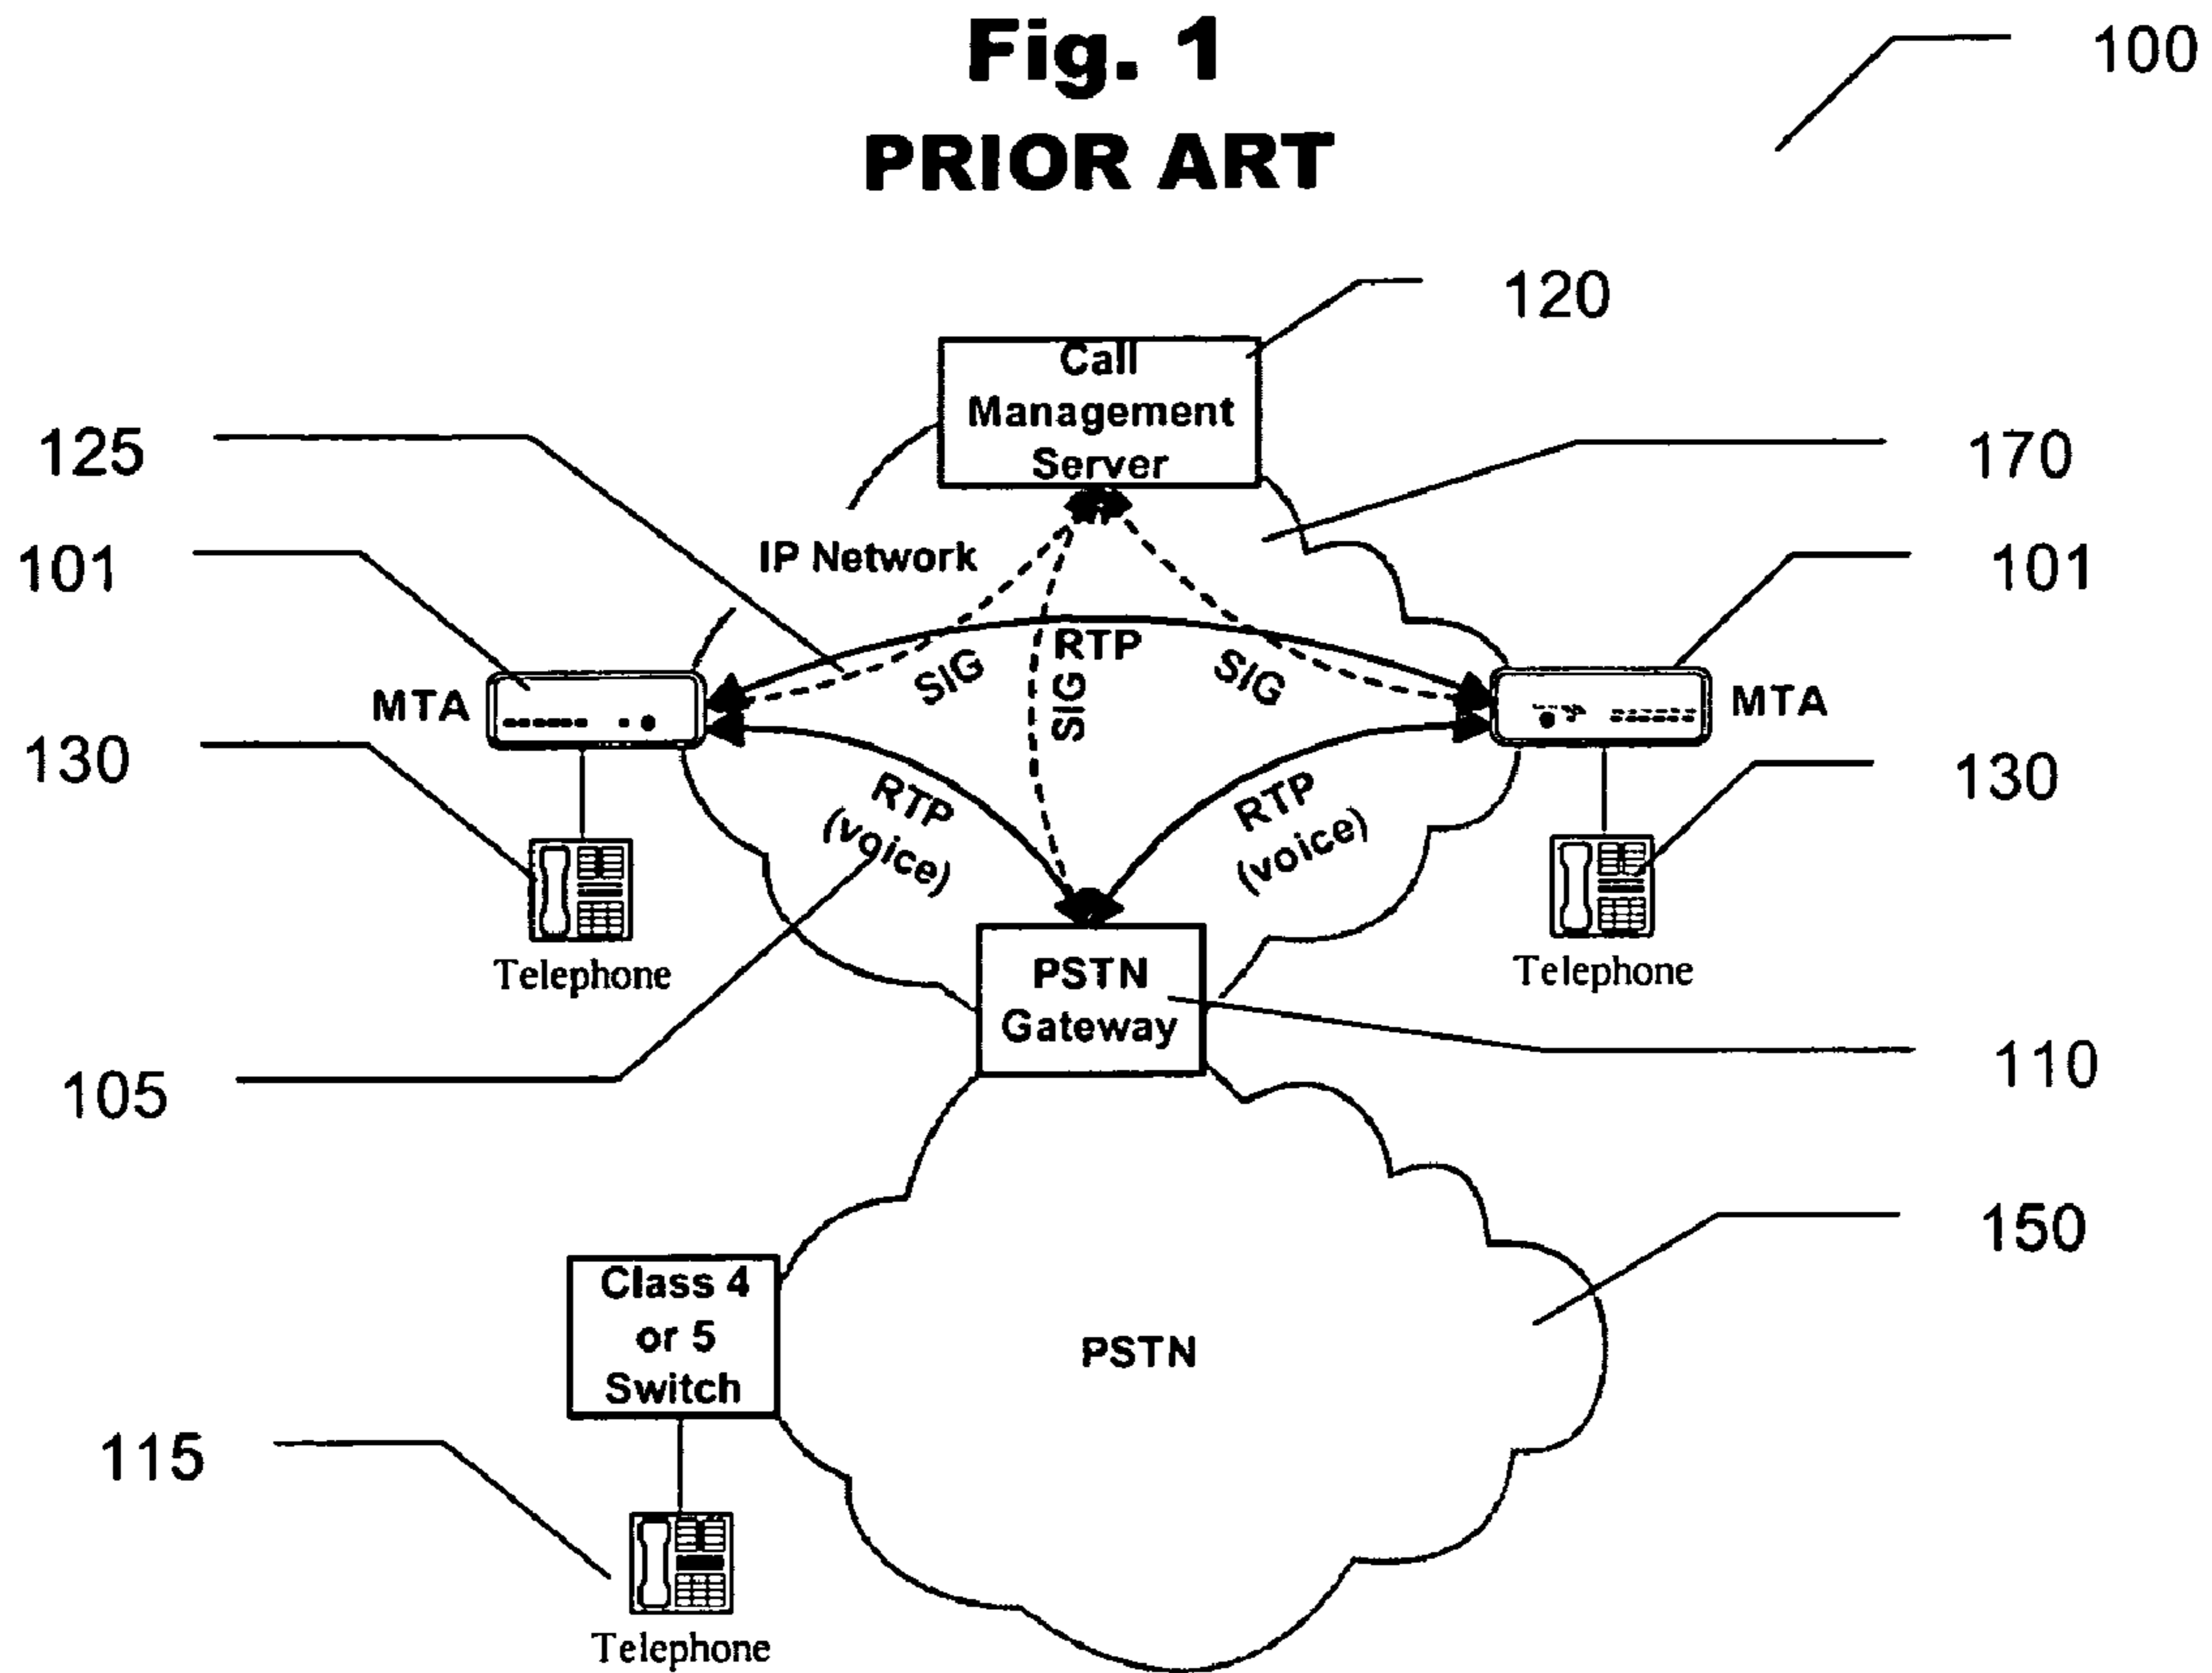 Fig. 1
PRIOR ART
100
120
Call
Management
Server
125
170
IP Network
101
101
RTP
SIG
SIG
SIG
MTA
MTA
130
130
RTP
(voice)
RTP
(voice)
Telephone
Telephone
PSTN
Gateway
105
110
150
Class 4
or 5
Switch
PSTN
115
Telephone